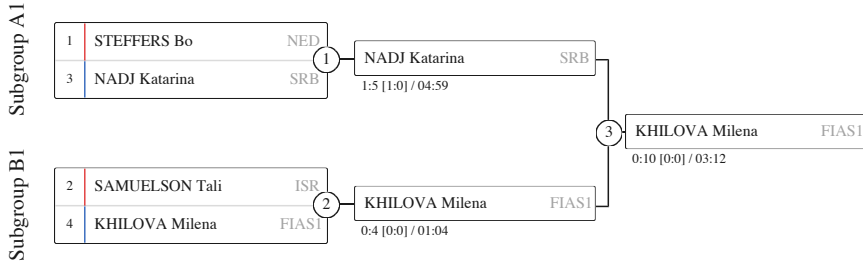 Subgroup A1
1 STEFFERS Bo NED
3 NADJ Katarina SRB
1
NADJ Katarina SRB
1:5 [1:0] / 04:59
Subgroup B1
2 SAMUELSON Tali ISR
4 KHILOVA Milena FIAS1
2
KHILOVA Milena FIAS1
0:4 [0:0] / 01:04
3
KHILOVA Milena FIAS1
0:10 [0:0] / 03:12